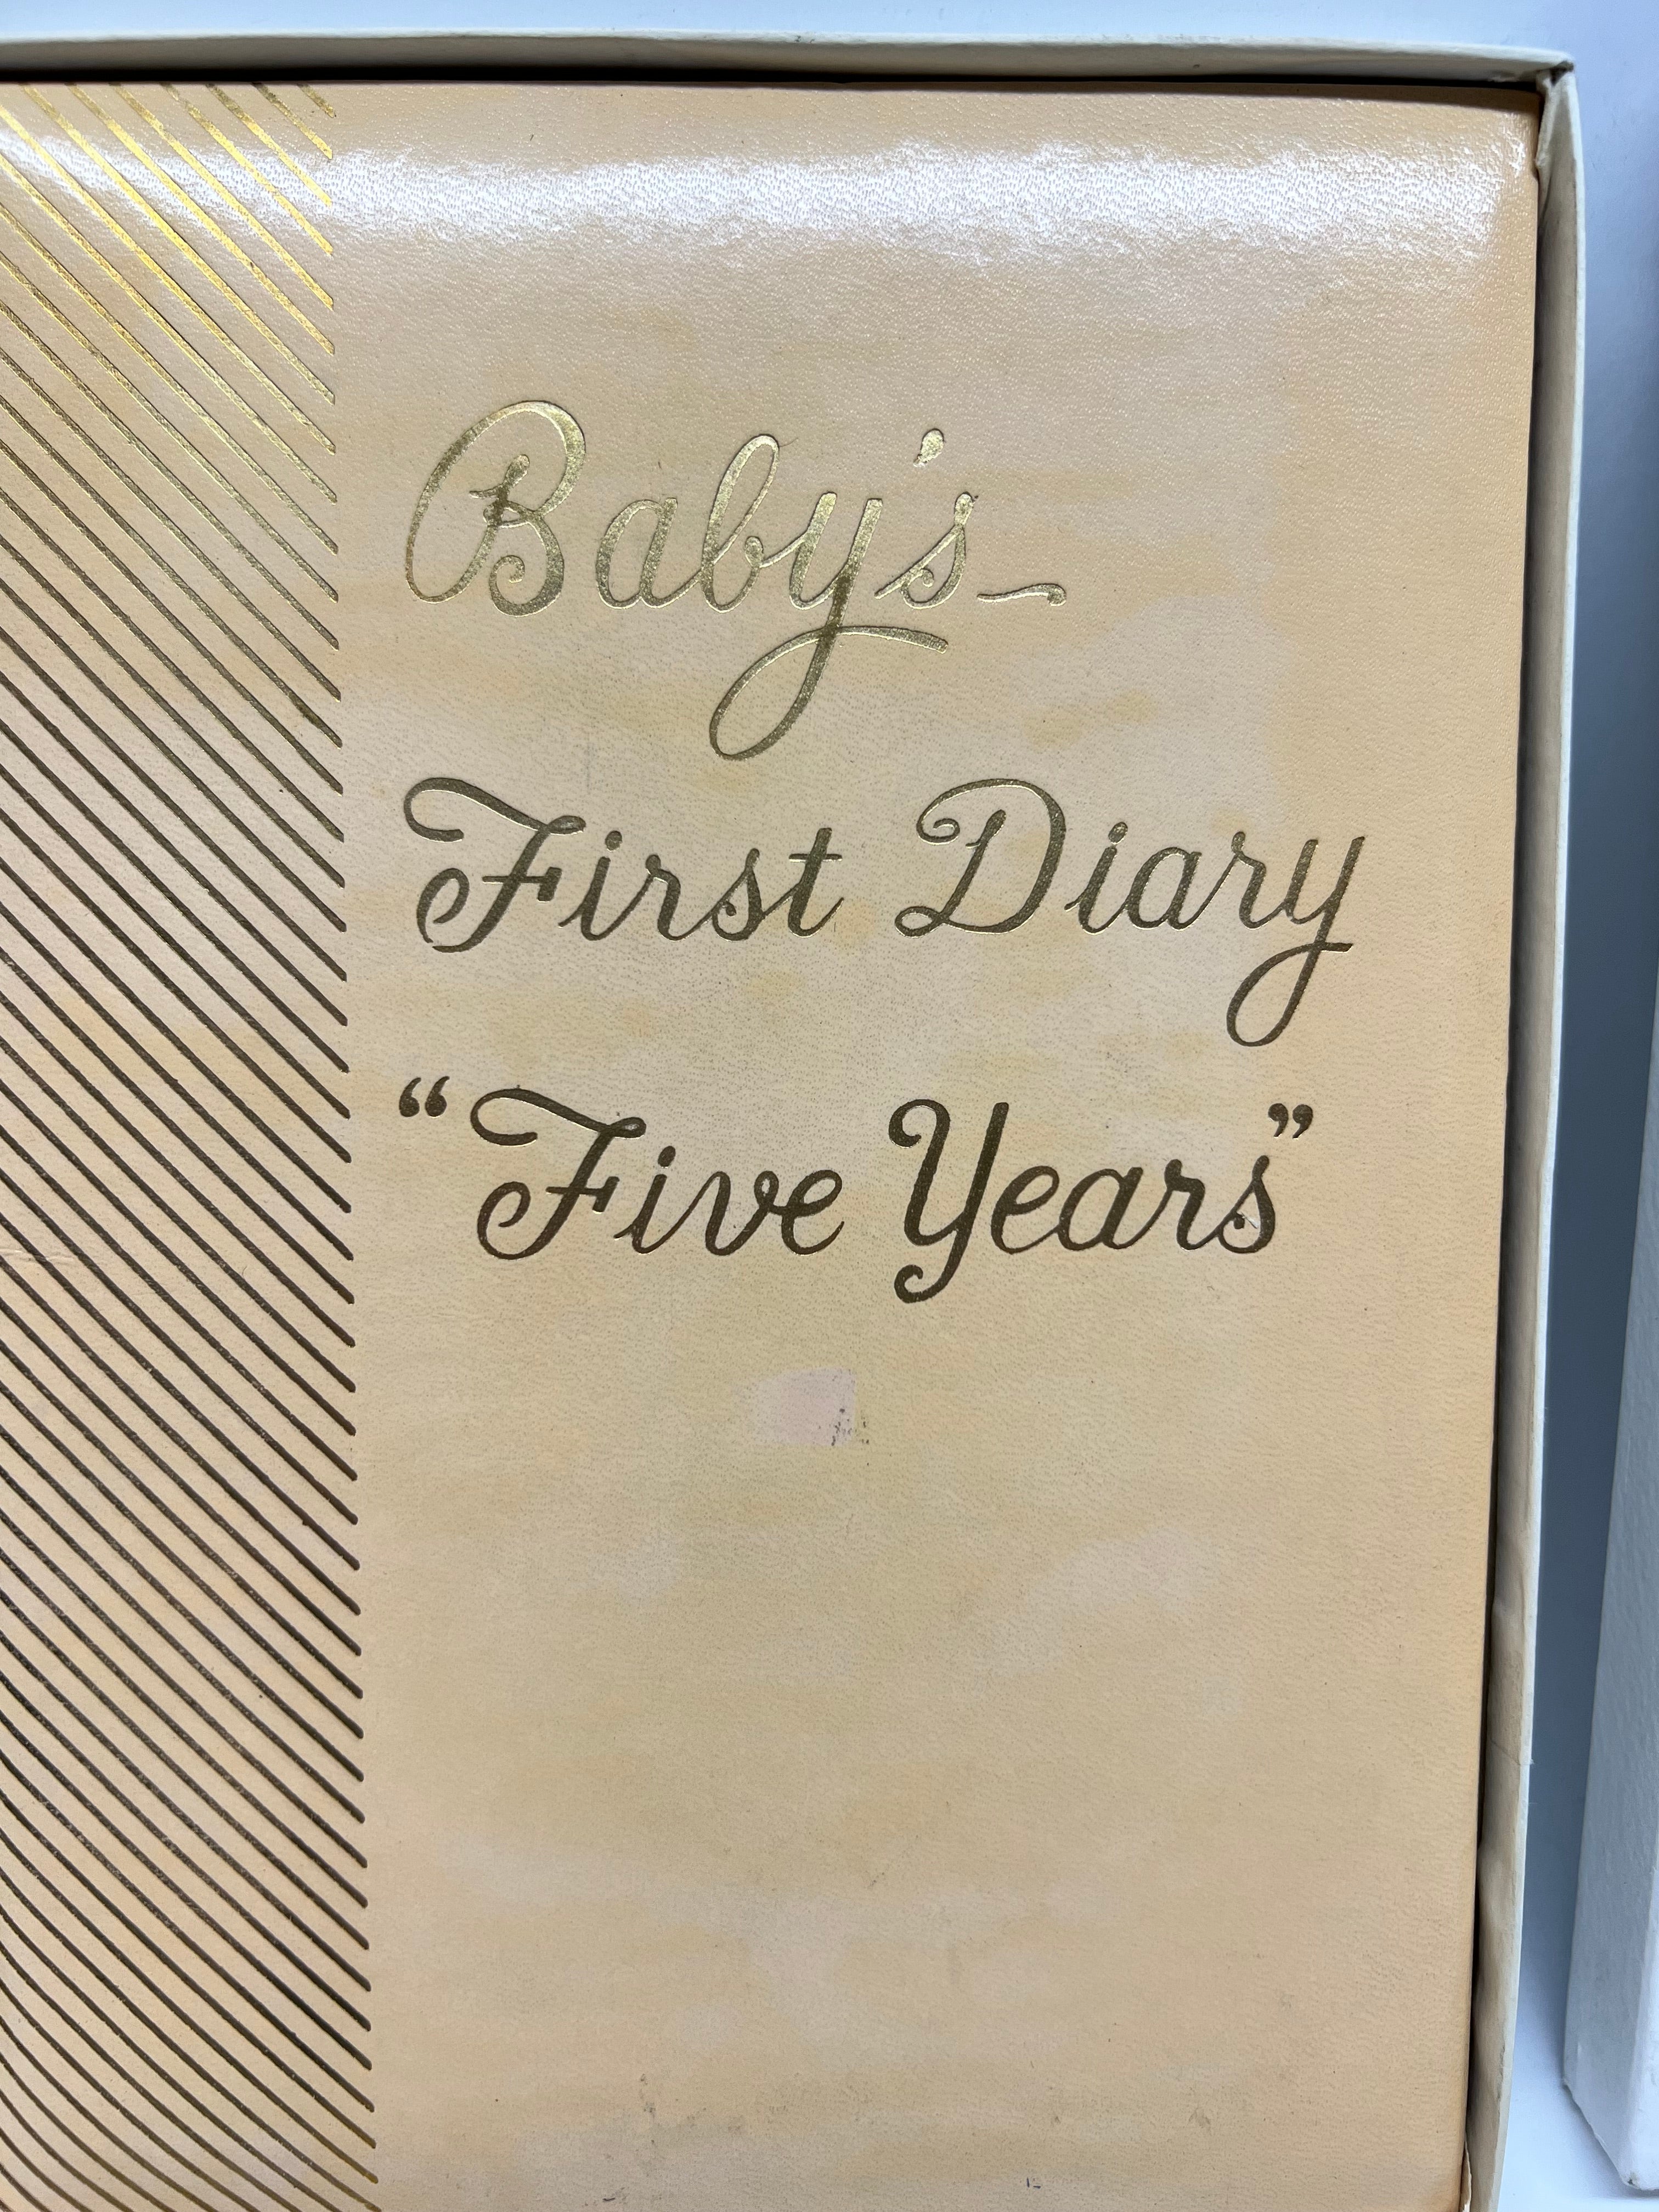 Baby's
First Diary
“Five Years”